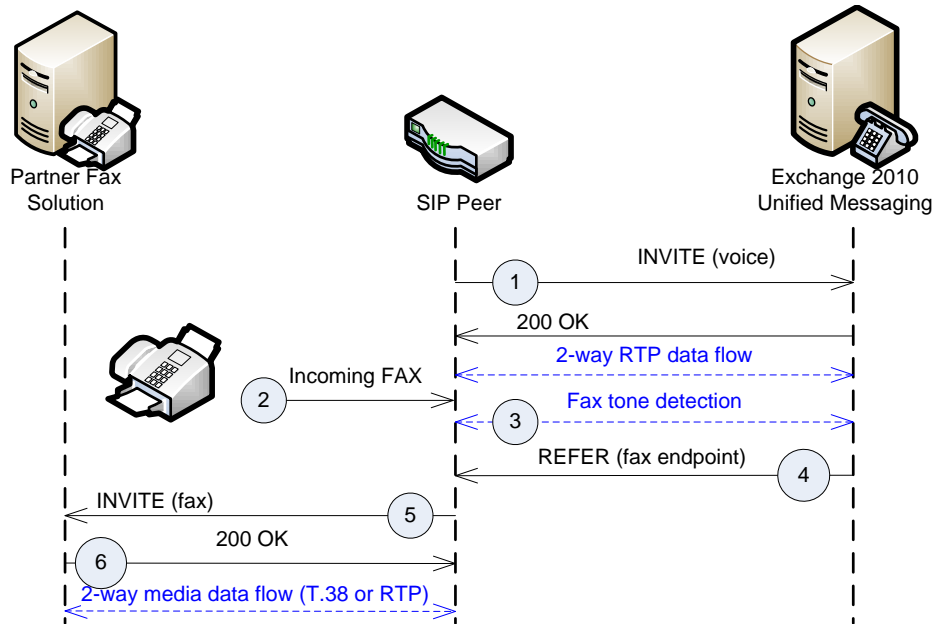 Partner Fax
Solution
SIP Peer
Exchange 2010
Unified Messaging
INVITE (voice)
1
200 OK
2-way RTP data flow
Incoming FAX
2
Fax tone detection
3
REFER (fax endpoint)
4
INVITE (fax)
5
200 OK
6
2-way media data flow (T.38 or RTP)